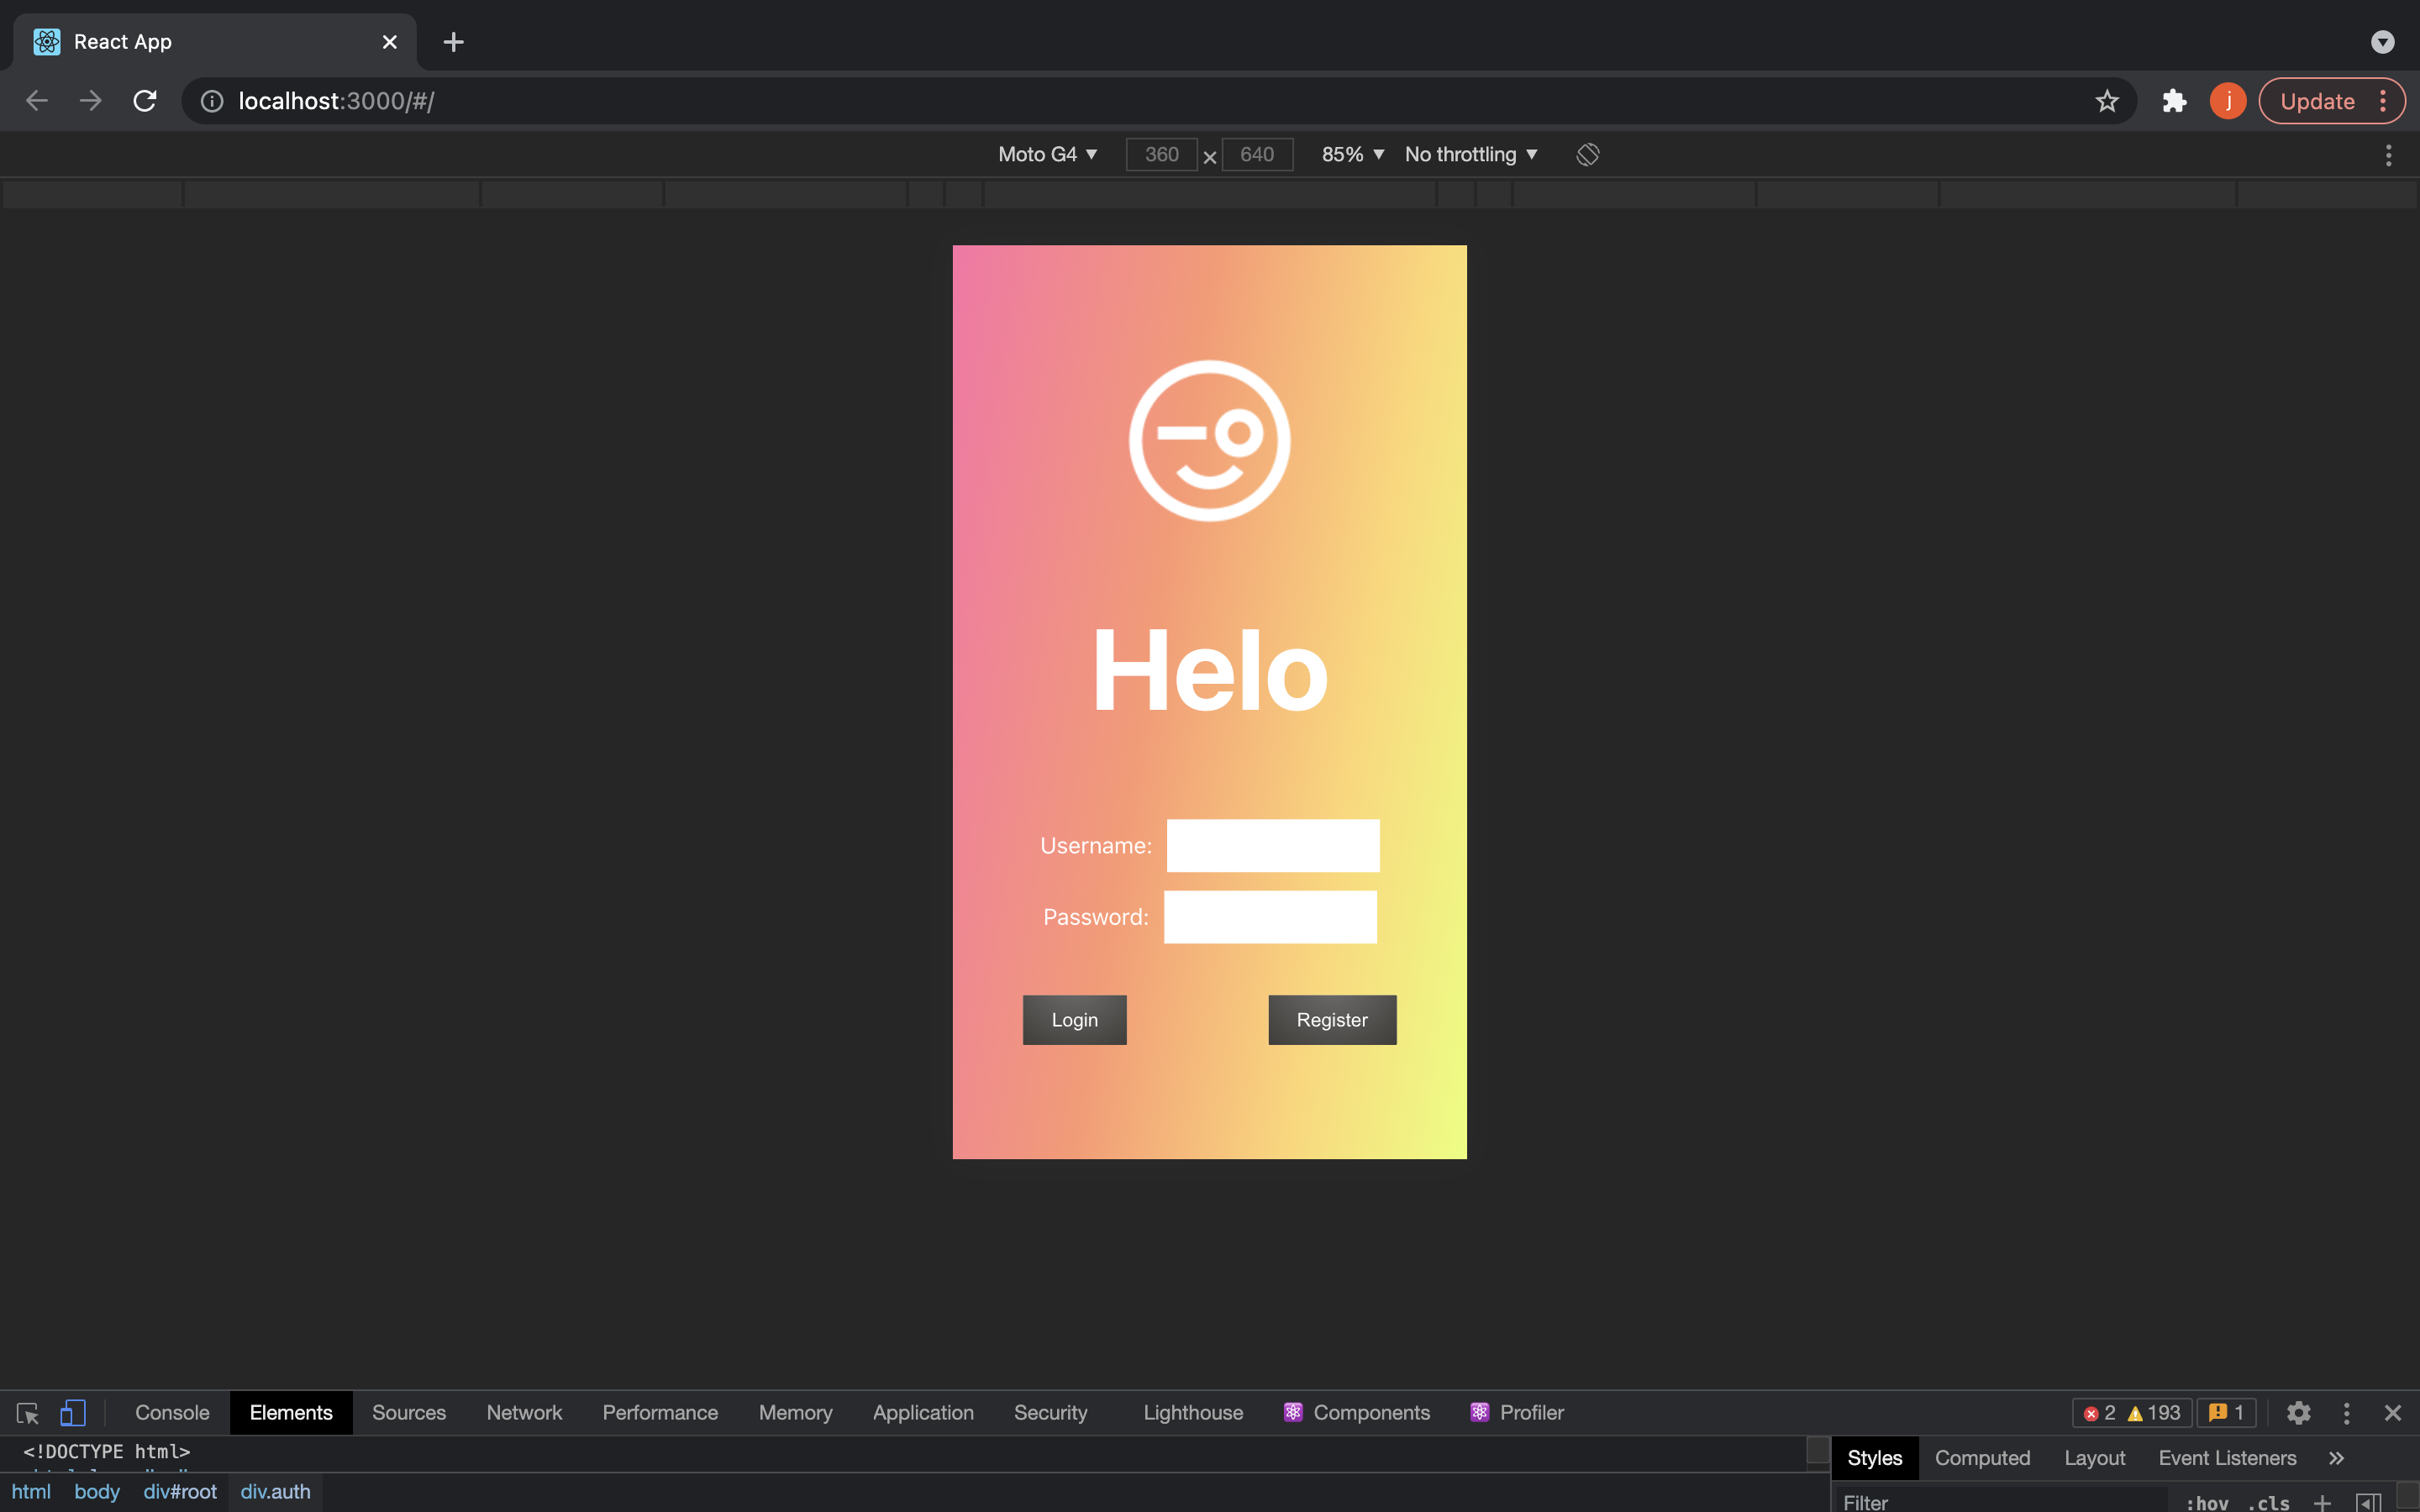 React App
localhost:3000/#/
j
Update
Moto G4 ▼ 360 × 640 85% ▼ No throttling ▼
Helo
Username:
Password:
Login Register
Console Elements Sources Network Performance Memory Application Security Lighthouse Components Profiler 2 193 1
<!DOCTYPE html>
Styles Computed Layout Event Listeners »
html body div#root div.auth
Filter :hov .cls +